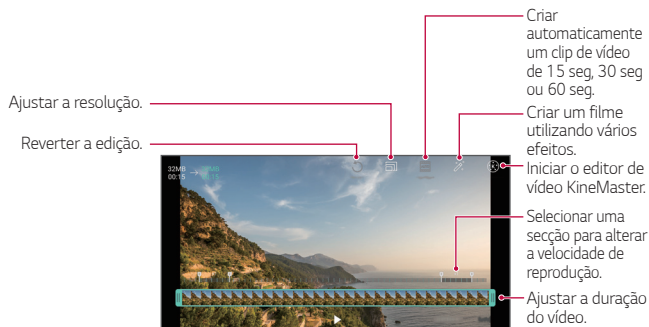 Ajustar a resolução.
Reverter a edição.
32MB
00:15
Criar
automaticamente
um clip de vídeo
de 15 seg, 30 seg
ou 60 seg.
Criar um filme
utilizando vários
efeitos.
Iniciar o editor de
vídeo KineMaster.
Selecionar uma
secção para alterar
a velocidade de
reprodução.
Ajustar a duração
do vídeo.